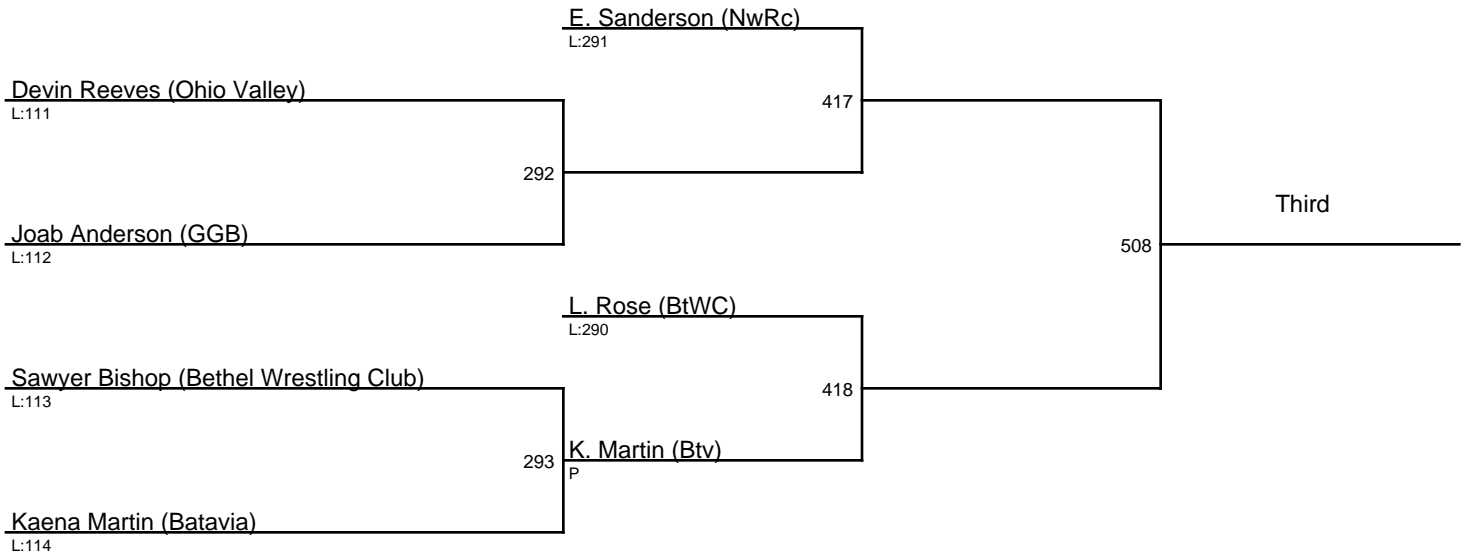 E. Sanderson (NwRc)
L:291
Devin Reeves (Ohio Valley)
L:111
417
292
Third
Joab Anderson (GGB)
L:112
508
L. Rose (BtWC)
L:290
Sawyer Bishop (Bethel Wrestling Club)
L:113
418
293
K. Martin (Btv)
P
Kaena Martin (Batavia)
L:114